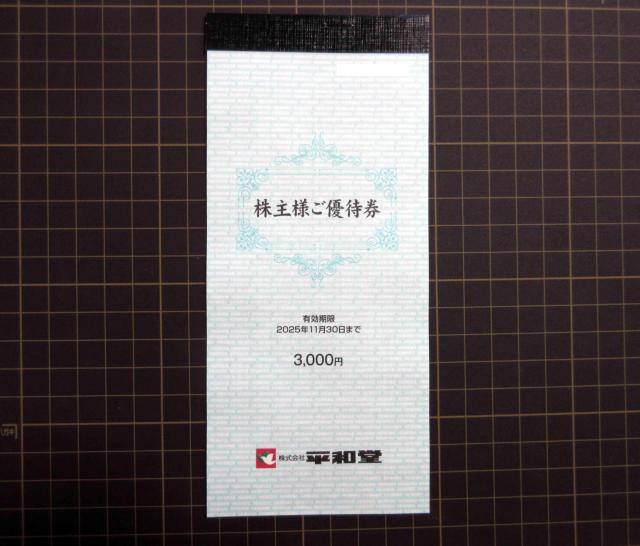 株主様ご優待券
有効期限
2025年11月30日まで
3,000円
株式会社 平和堂